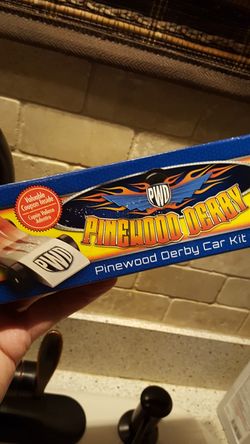 PWD
PINEWOOD DERBY
Pinewood Derby Car Kit
Valuable
Coupon Inside
PWD